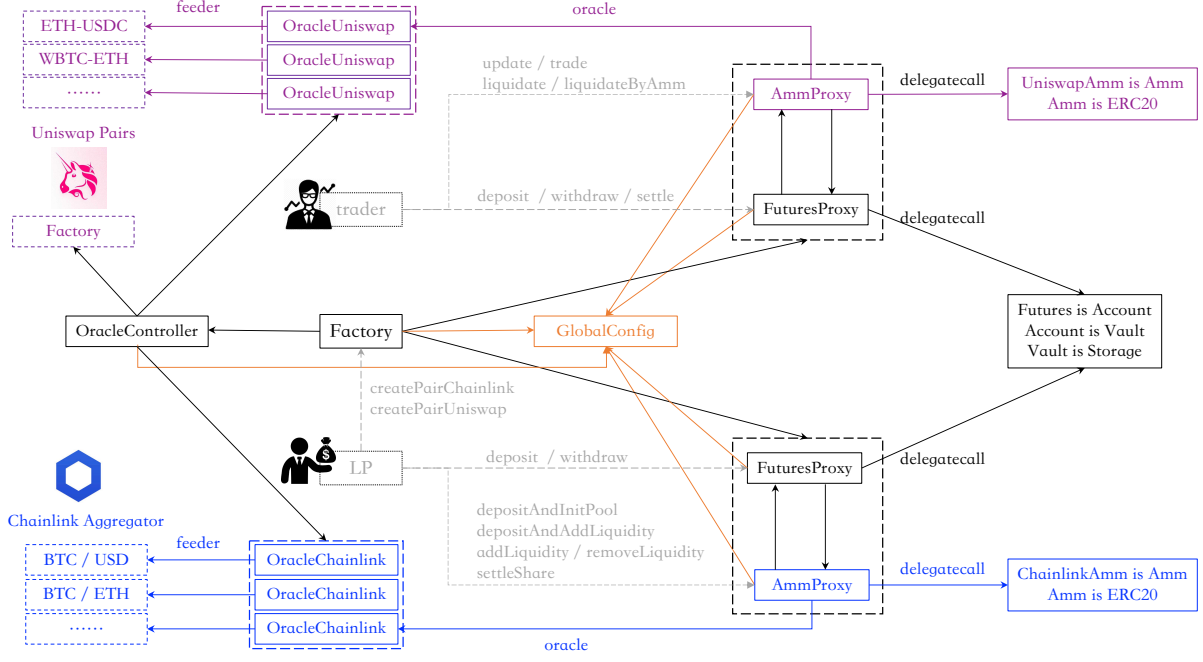 feeder
oracle
ETH-USDC
OracleUniswap
WBTC-ETH
OracleUniswap
······
OracleUniswap
update / trade
liquidate / liquidateByAmm
AmmProxy
delegatecall
UniswapAmm is Amm
Amm is ERC20
Uniswap Pairs
Factory
trader
deposit / withdraw / settle
FuturesProxy
delegatecall
OracleController
Factory
GlobalConfig
Futures is Account
Account is Vault
Vault is Storage
createPairChainlink
createPairUniswap
$
LP
deposit / withdraw
FuturesProxy
delegatecall
Chainlink Aggregator
depositAndInitPool
depositAndAddLiquidity
addLiquidity / removeLiquidity
settleShare
feeder
BTC / USD
OracleChainlink
BTC / ETH
OracleChainlink
······
OracleChainlink
AmmProxy
delegatecall
ChainlinkAmm is Amm
Amm is ERC20
oracle